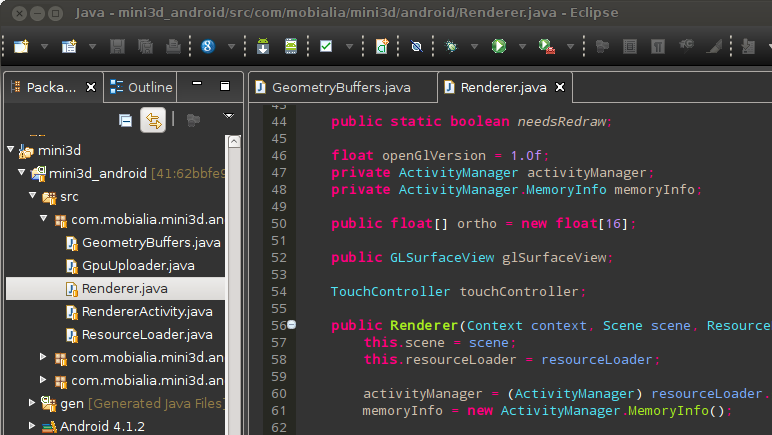 Java - mini3d_android/src/com/mobialia/mini3d/android/Renderer.java - Eclipse
Packa... Outline
mini3d
mini3d_android [41:62bbfe9
src
com.mobialia.mini3d.an
GeometryBuffers.java
GpuUploader.java
Renderer.java
RendererActivity.java
ResourceLoader.java
com.mobialia.mini3d.an
com.mobialia.mini3d.an
gen [Generated Java Files]
Android 4.1.2
GeometryBuffers.java Renderer.java
43
44 public static boolean needsRedraw;
45
46 float openGlVersion = 1.0f;
47 private ActivityManager activityManager;
48 private ActivityManager.MemoryInfo memoryInfo;
49
50 public float[] ortho = new float[16];
51
52 public GLSurfaceView glSurfaceView;
53
54 TouchController touchController;
55
56 public Renderer(Context context, Scene scene, Resource
57 this.scene = scene;
58 this.resourceLoader = resourceLoader;
59
60 activityManager = (ActivityManager) resourceLoader.
61 memoryInfo = new ActivityManager.MemoryInfo();
62